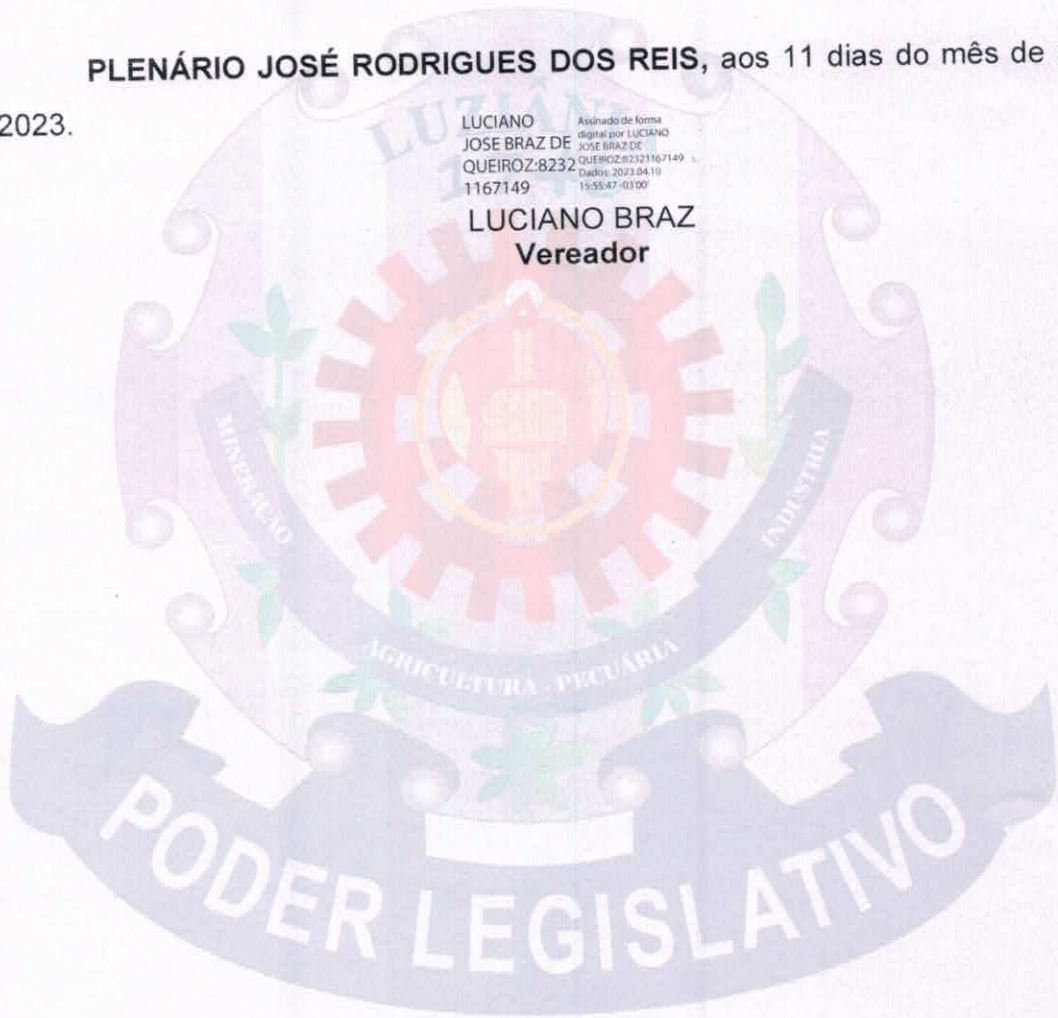 PLENÁRIO JOSÉ RODRIGUES DOS REIS, aos 11 dias do mês de
2023.
LUCIANO
JOSE BRAZ DE
QUEIROZ:8232
1167149
Assinado de forma
digital por LUCIANO
JOSE BRAZ DE
QUEIROZ:82321167149
Dados: 2023.04.10
15:55:47 -03'00'
LUCIANO BRAZ
Vereador
MINERAÇÃO
AGRICULTURA - PECUÁRIA
INDUSTRIA
PODER LEGISLATIVO